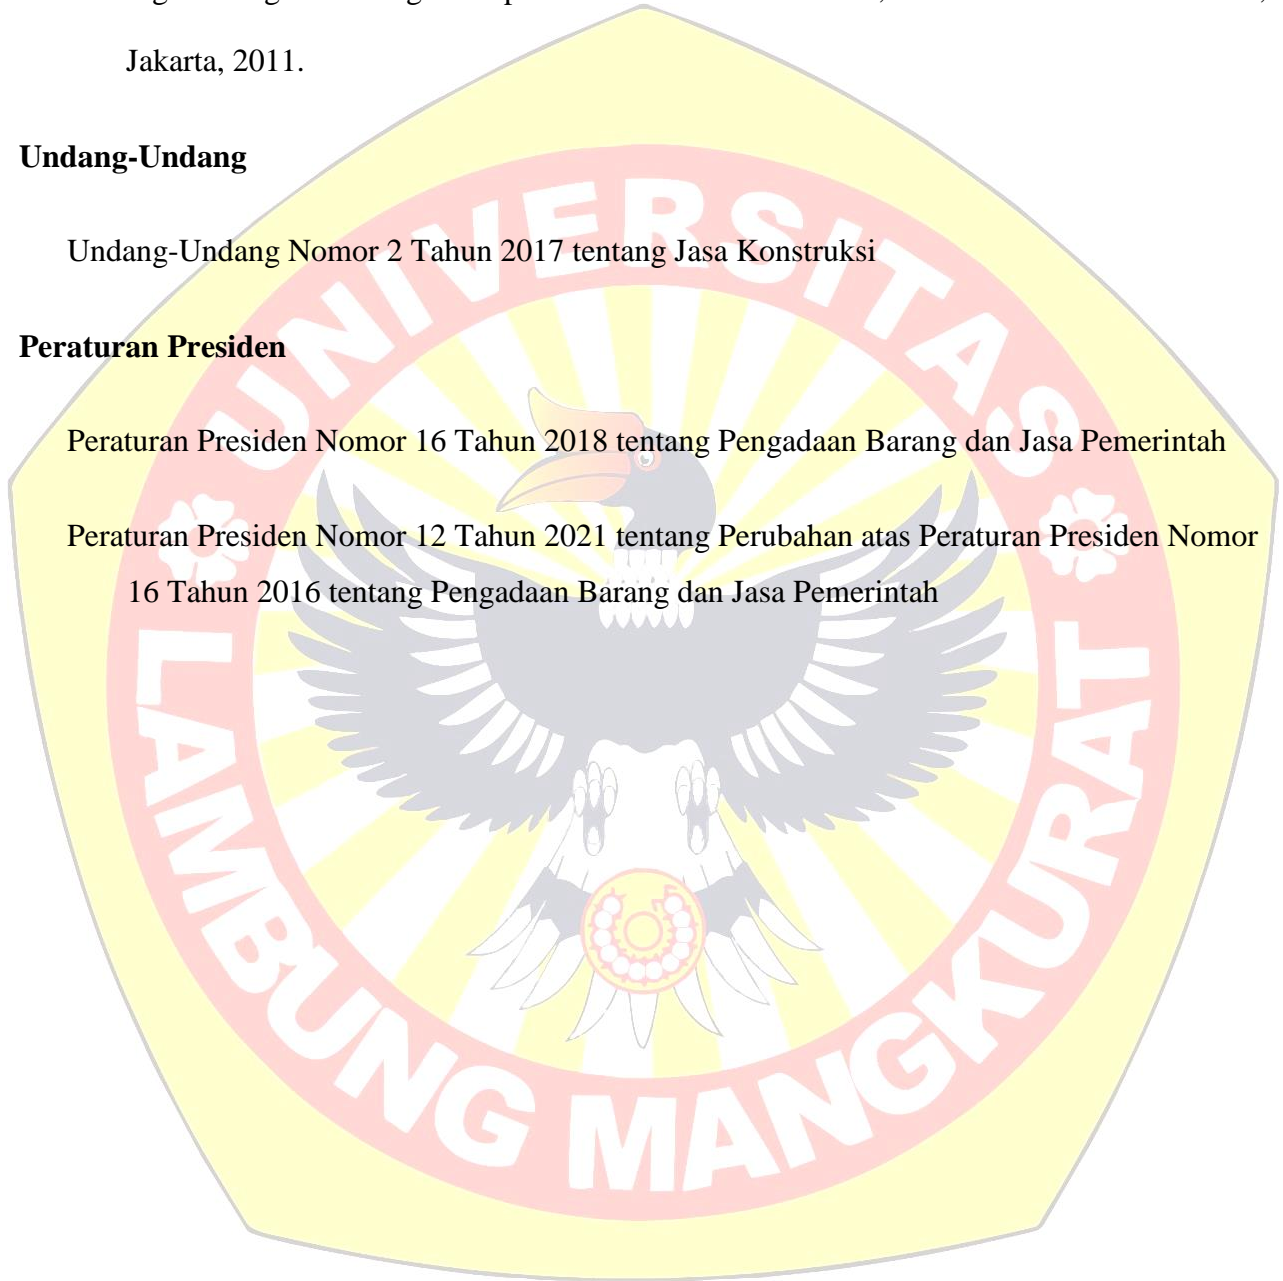 Jakarta, 2011.
Undang-Undang
Undang-Undang Nomor 2 Tahun 2017 tentang Jasa Konstruksi
Peraturan Presiden
Peraturan Presiden Nomor 16 Tahun 2018 tentang Pengadaan Barang dan Jasa Pemerintah
Peraturan Presiden Nomor 12 Tahun 2021 tentang Perubahan atas Peraturan Presiden Nomor
16 Tahun 2016 tentang Pengadaan Barang dan Jasa Pemerintah
UNIVERSITAS
LAMBUNG MANGKURAT